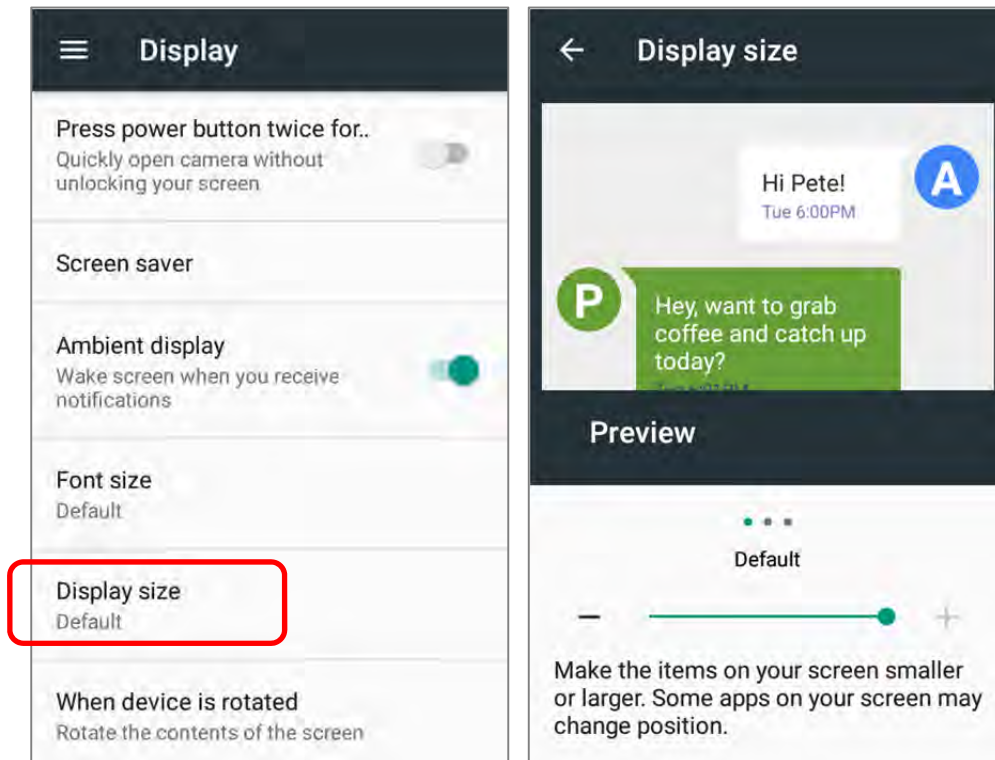 Display
Press power button twice for..
Quickly open camera without
unlocking your screen
Screen saver
Ambient display
Wake screen when you receive
notifications
Font size
Default
Display size
Default
When device is rotated
Rotate the contents of the screen
Display size
Hi Pete!
Tue 6:00PM
A
P
Hey, want to grab
coffee and catch up
today?
Preview
Default
Make the items on your screen smaller
or larger. Some apps on your screen may
change position.